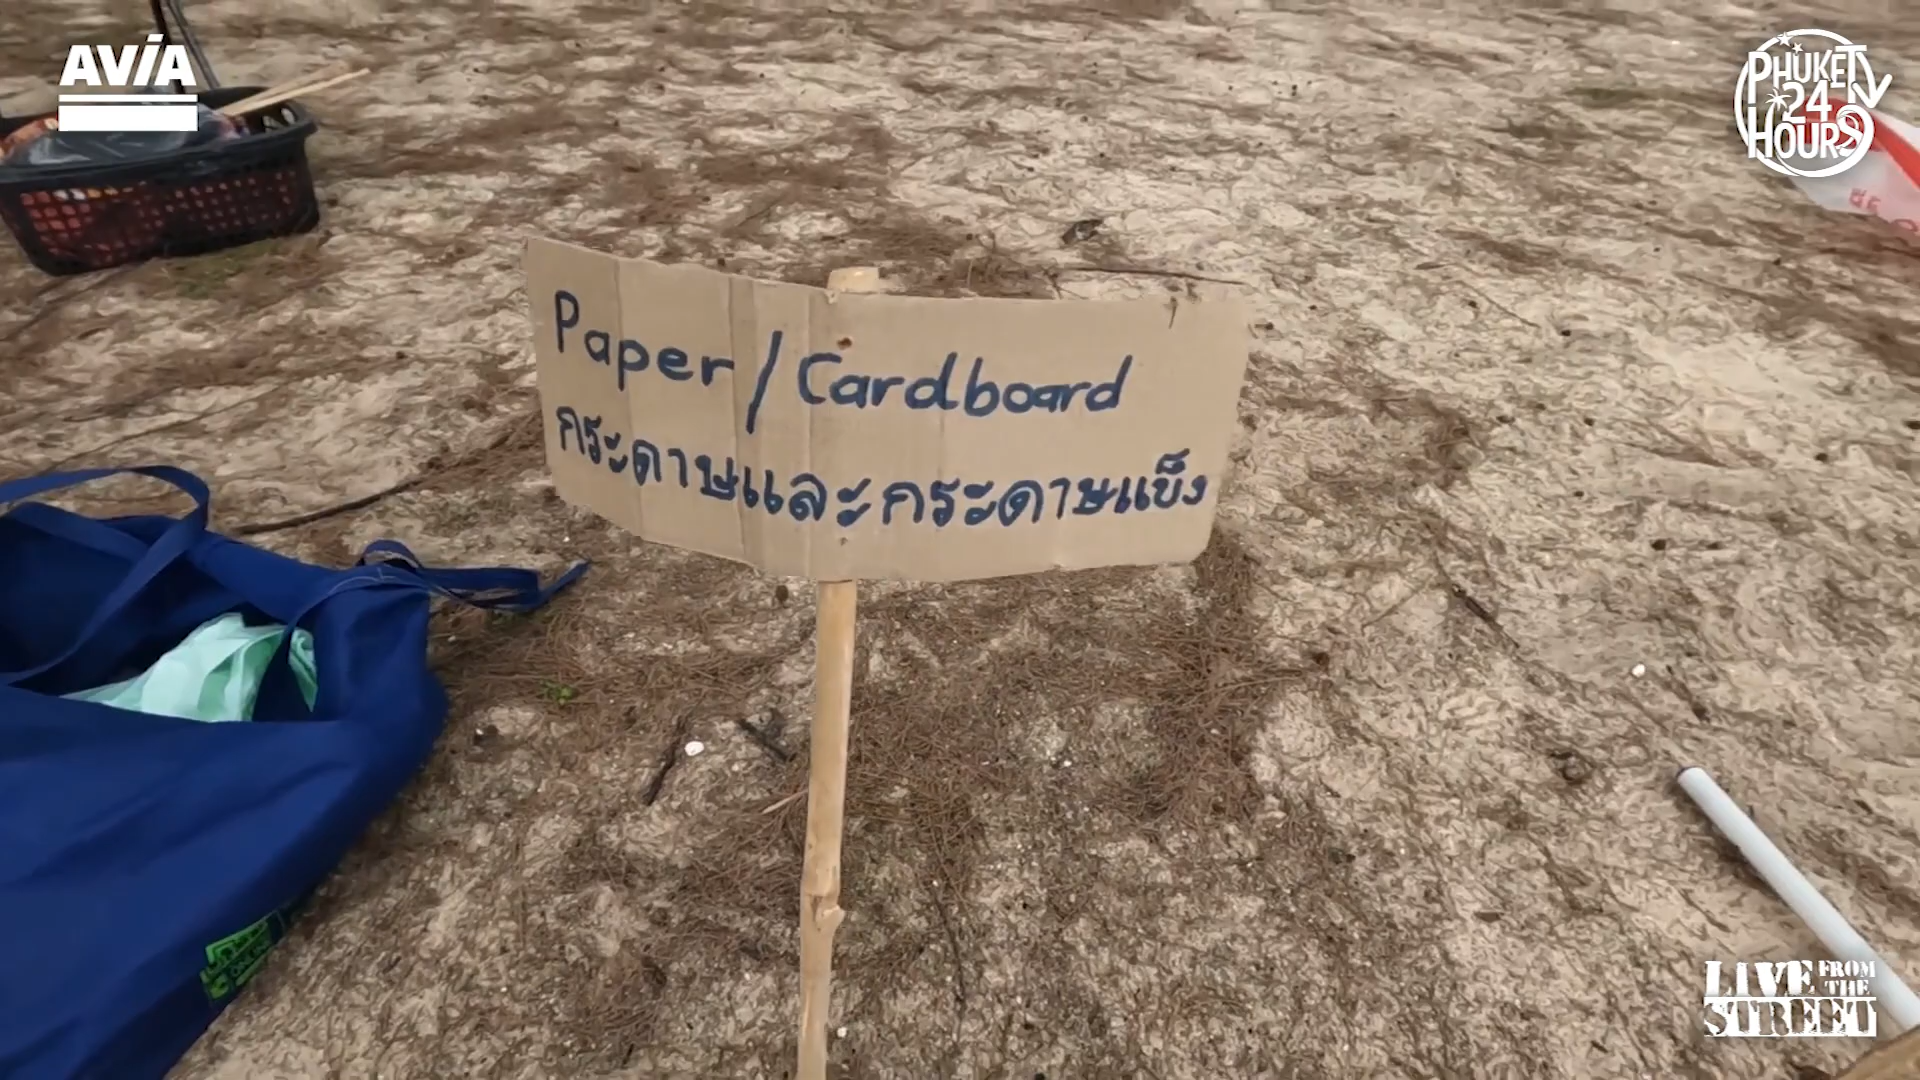 AVIA
PHUKET
24
HOURS
TV
Paper / Cardboard
กระดาษและกระดาษแข็ง
LIVE FROM
THE
STREET